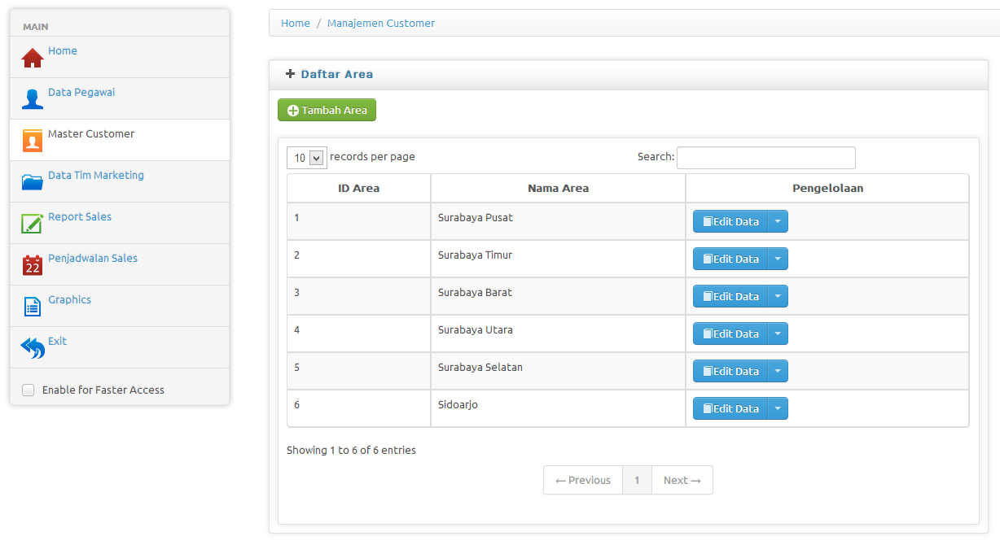 MAIN
Home
Data Pegawai
Master Customer
Data Tim Marketing
Report Sales
22
Penjadwalan Sales
Graphics
Exit
Enable for Faster Access
Home / Manajemen Customer
Daftar Area
Tambah Area
10 records per page Search:
ID Area Nama Area Pengelolaan
1 Surabaya Pusat Edit Data
2 Surabaya Timur Edit Data
3 Surabaya Barat Edit Data
4 Surabaya Utara Edit Data
5 Surabaya Selatan Edit Data
6 Sidoarjo Edit Data
Showing 1 to 6 of 6 entries
← Previous 1 Next →